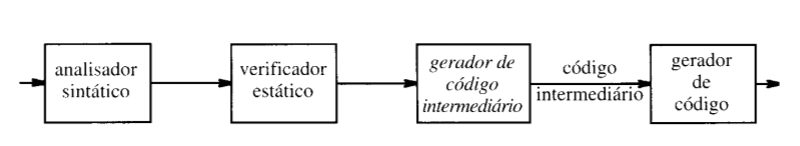 analisador
sintático
verificador
estático
gerador de
código
intermediário
código
intermediário
gerador
de
código